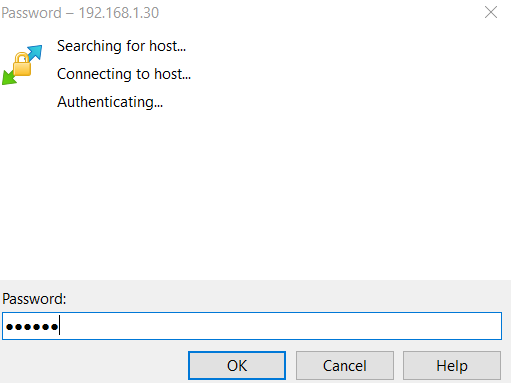 Password – 192.168.1.30
Searching for host...
Connecting to host...
Authenticating...
Password:
●●●●●●
OK
Cancel
Help